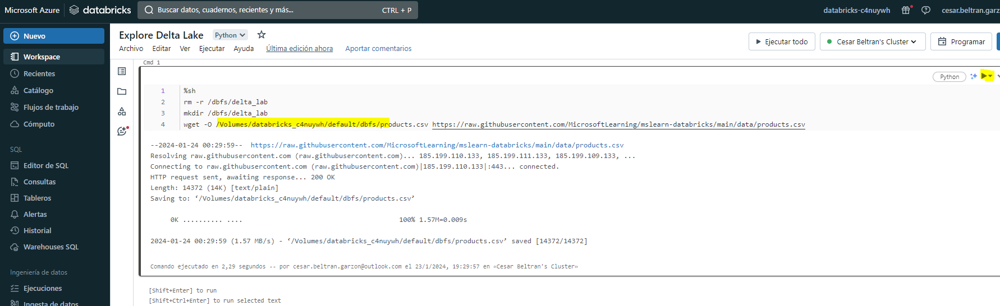 Microsoft Azure databricks Buscar datos, cuadernos, recientes y más... CTRL + P databricks-c4nuywh cesar.beltran.garz
Nuevo
Workspace
Recientes
Catálogo
Flujos de trabajo
Cómputo
SQL
Editor de SQL
Consultas
Tableros
Alertas
Historial
Warehouses SQL
Ingeniería de datos
Ejecuciones
Ingesta de datos
Explore Delta Lake Python
Archivo Editar Ver Ejecutar Ayuda Última edición ahora Aportar comentarios
Ejecutar todo Cesar Beltran's Cluster Programar
Cmd 1
Python
1 %sh
2 rm -r /dbfs/delta_lab
3 mkdir /dbfs/delta_lab
4 wget -O /Volumes/databricks_c4nuywh/default/dbfs/products.csv https://raw.githubusercontent.com/MicrosoftLearning/mslearn-databricks/main/data/products.csv
--2024-01-24 00:29:59-- https://raw.githubusercontent.com/MicrosoftLearning/mslearn-databricks/main/data/products.csv
Resolving raw.githubusercontent.com (raw.githubusercontent.com)... 185.199.110.133, 185.199.111.133, 185.199.109.133, ...
Connecting to raw.githubusercontent.com (raw.githubusercontent.com)|185.199.110.133|:443... connected.
HTTP request sent, awaiting response... 200 OK
Length: 14372 (14K) [text/plain]
Saving to: ‘/Volumes/databricks_c4nuywh/default/dbfs/products.csv’
0K .......... .... 100% 1.57M=0.009s
2024-01-24 00:29:59 (1.57 MB/s) - ‘/Volumes/databricks_c4nuywh/default/dbfs/products.csv’ saved [14372/14372]
Comando ejecutado en 2,29 segundos -- por cesar.beltran.garzon@outlook.com el 23/1/2024, 19:29:57 en «Cesar Beltran's Cluster»
[Shift+Enter] to run
[Shift+Ctrl+Enter] to run selected text